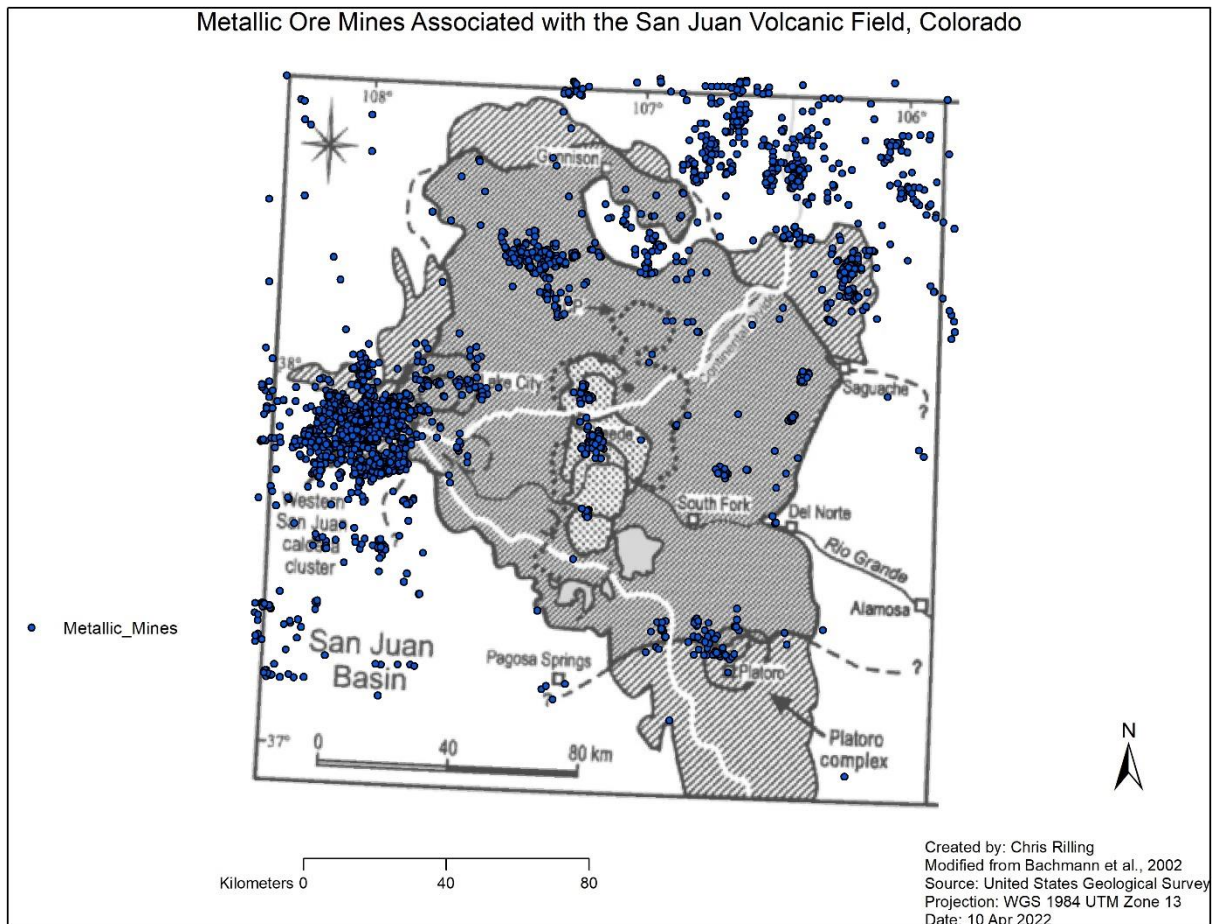 Metallic Ore Mines Associated with the San Juan Volcanic Field, Colorado
108°
107°
106°
Gunnison
Continental
38°
City
Saguache
?
Western
San Juan
caldera
cluster
?
South Fork
Del Norte
Rio Grande
Alamosa
Metallic_Mines
San Juan
Basin
Pagosa Springs
Platoro
?
Platoro
complex
37°
0 40 80 km
N
Kilometers 0 40 80
Created by: Chris Rilling
Modified from Bachmann et al., 2002
Source: United States Geological Survey
Projection: WGS 1984 UTM Zone 13
Date: 10 Apr 2022